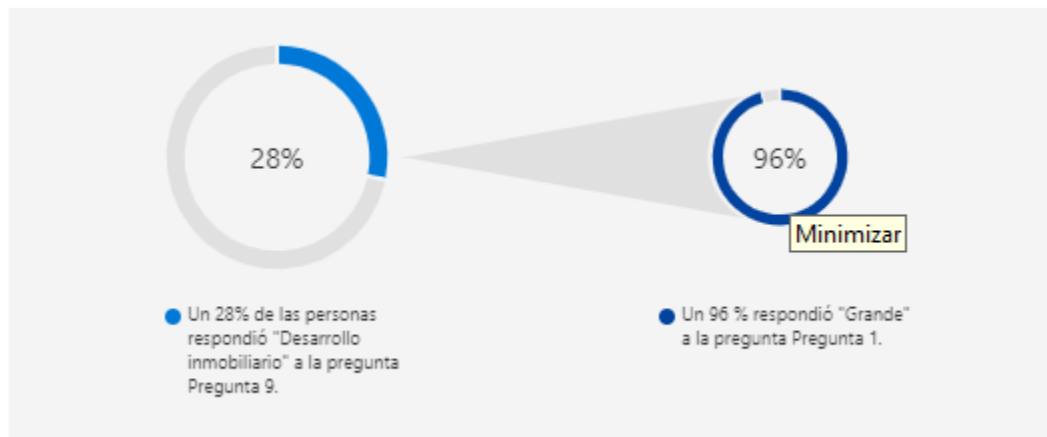 28%
96%
Minimizar
Un 28% de las personas
respondió "Desarrollo
inmobiliario" a la pregunta
Pregunta 9.
Un 96 % respondió "Grande"
a la pregunta Pregunta 1.